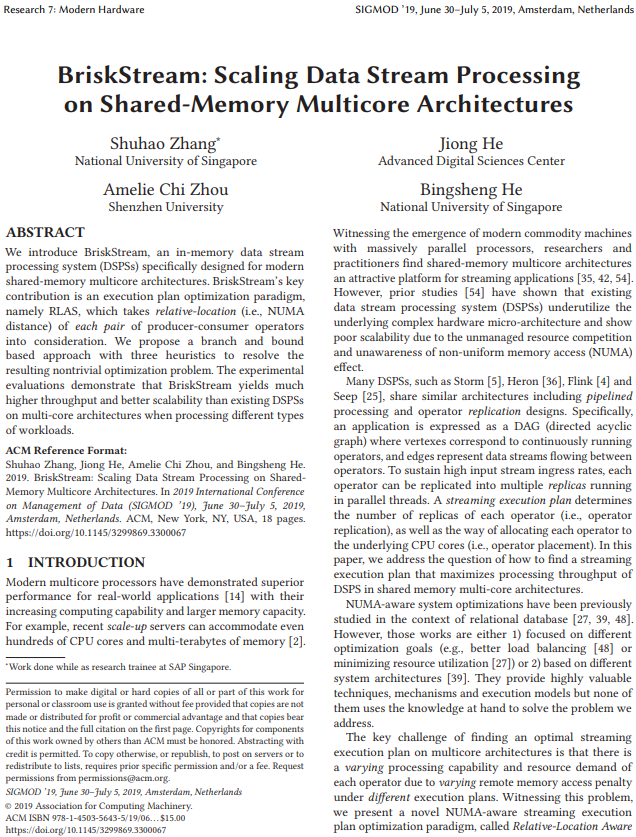 Research 7: Modern Hardware
SIGMOD '19, June 30–July 5, 2019, Amsterdam, Netherlands
BriskStream: Scaling Data Stream Processing
on Shared-Memory Multicore Architectures
Shuhao Zhang*
National University of Singapore
Jiong He
Advanced Digital Sciences Center
Amelie Chi Zhou
Shenzhen University
Bingsheng He
National University of Singapore
ABSTRACT
We introduce BriskStream, an in-memory data stream
processing system (DSPSs) specifically designed for modern
shared-memory multicore architectures. BriskStream's key
contribution is an execution plan optimization paradigm,
namely RLAS, which takes relative-location (i.e., NUMA
distance) of each pair of producer-consumer operators
into consideration. We propose a branch and bound
based approach with three heuristics to resolve the
resulting nontrivial optimization problem. The experimental
evaluations demonstrate that BriskStream yields much
higher throughput and better scalability than existing DSPSs
on multi-core architectures when processing different types
of workloads.
ACM Reference Format:
Shuhao Zhang, Jiong He, Amelie Chi Zhou, and Bingsheng He.
2019. BriskStream: Scaling Data Stream Processing on Shared-
Memory Multicore Architectures. In 2019 International Conference
on Management of Data (SIGMOD '19), June 30–July 5, 2019,
Amsterdam, Netherlands. ACM, New York, NY, USA, 18 pages.
https://doi.org/10.1145/3299869.3300067
1 INTRODUCTION
Modern multicore processors have demonstrated superior
performance for real-world applications [14] with their
increasing computing capability and larger memory capacity.
For example, recent scale-up servers can accommodate even
hundreds of CPU cores and multi-terabytes of memory [2].
*Work done while as research trainee at SAP Singapore.
Permission to make digital or hard copies of all or part of this work for
personal or classroom use is granted without fee provided that copies are not
made or distributed for profit or commercial advantage and that copies bear
this notice and the full citation on the first page. Copyrights for components
of this work owned by others than ACM must be honored. Abstracting with
credit is permitted. To copy otherwise, or republish, to post on servers or to
redistribute to lists, requires prior specific permission and/or a fee. Request
permissions from permissions@acm.org.
SIGMOD '19, June 30–July 5, 2019, Amsterdam, Netherlands
© 2019 Association for Computing Machinery.
ACM ISBN 978-1-4503-5643-5/19/06...$15.00
https://doi.org/10.1145/3299869.3300067
Witnessing the emergence of modern commodity machines
with massively parallel processors, researchers and
practitioners find shared-memory multicore architectures
an attractive platform for streaming applications [35, 42, 54].
However, prior studies [54] have shown that existing
data stream processing system (DSPSs) underutilize the
underlying complex hardware micro-architecture and show
poor scalability due to the unmanaged resource competition
and unawareness of non-uniform memory access (NUMA)
effect.
Many DSPSs, such as Storm [5], Heron [36], Flink [4] and
Seep [25], share similar architectures including pipelined
processing and operator replication designs. Specifically,
an application is expressed as a DAG (directed acyclic
graph) where vertexes correspond to continuously running
operators, and edges represent data streams flowing between
operators. To sustain high input stream ingress rates, each
operator can be replicated into multiple replicas running
in parallel threads. A streaming execution plan determines
the number of replicas of each operator (i.e., operator
replication), as well as the way of allocating each operator to
the underlying CPU cores (i.e., operator placement). In this
paper, we address the question of how to find a streaming
execution plan that maximizes processing throughput of
DSPS in shared memory multi-core architectures.
NUMA-aware system optimizations have been previously
studied in the context of relational database [27, 39, 48].
However, those works are either 1) focused on different
optimization goals (e.g., better load balancing [48] or
minimizing resource utilization [27]) or 2) based on different
system architectures [39]. They provide highly valuable
techniques, mechanisms and execution models but none of
them uses the knowledge at hand to solve the problem we
address.
The key challenge of finding an optimal streaming
execution plan on multicore architectures is that there is
a varying processing capability and resource demand of
each operator due to varying remote memory access penalty
under different execution plans. Witnessing this problem,
we present a novel NUMA-aware streaming execution
plan optimization paradigm, called Relative-Location Aware